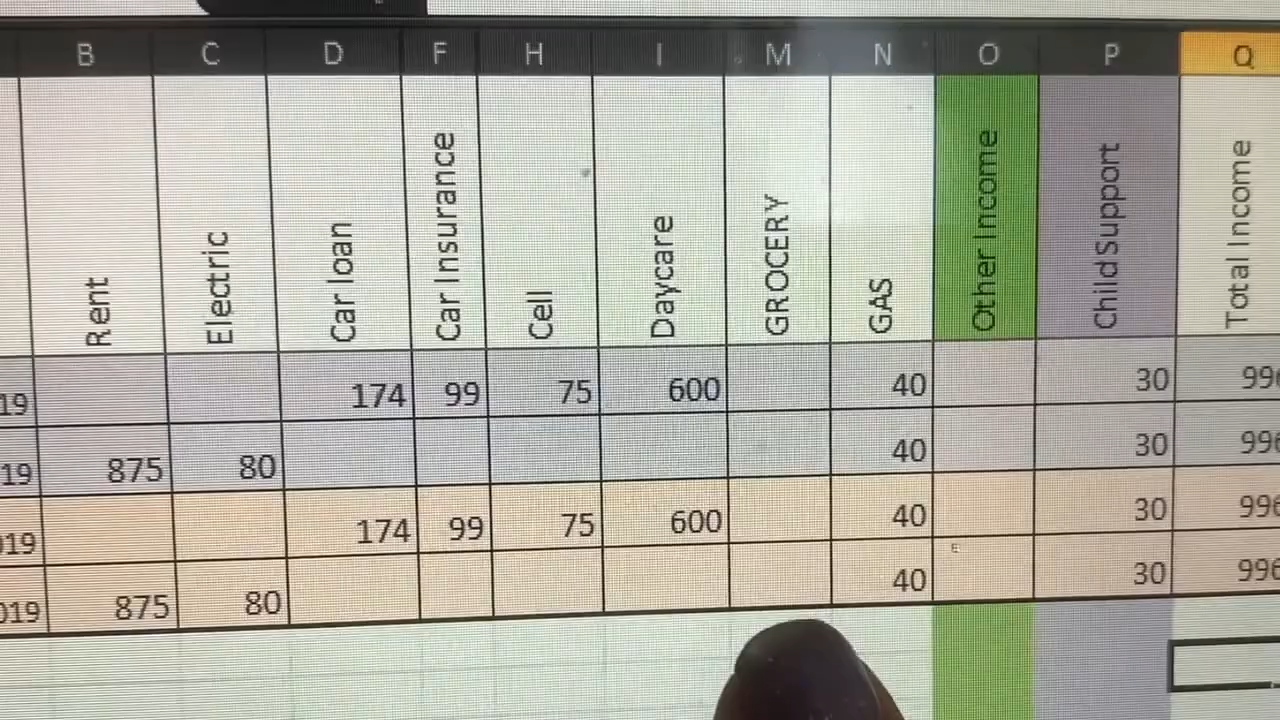 B C D F H I M N O P Q
Rent Electric Car loan Car Insurance Cell Daycare GROCERY GAS Other Income Child Support Total Income
19 174 99 75 600 40 30 996
19 875 80 40 30 996
019 174 99 75 600 40 30 996
019 875 80 40 30 996